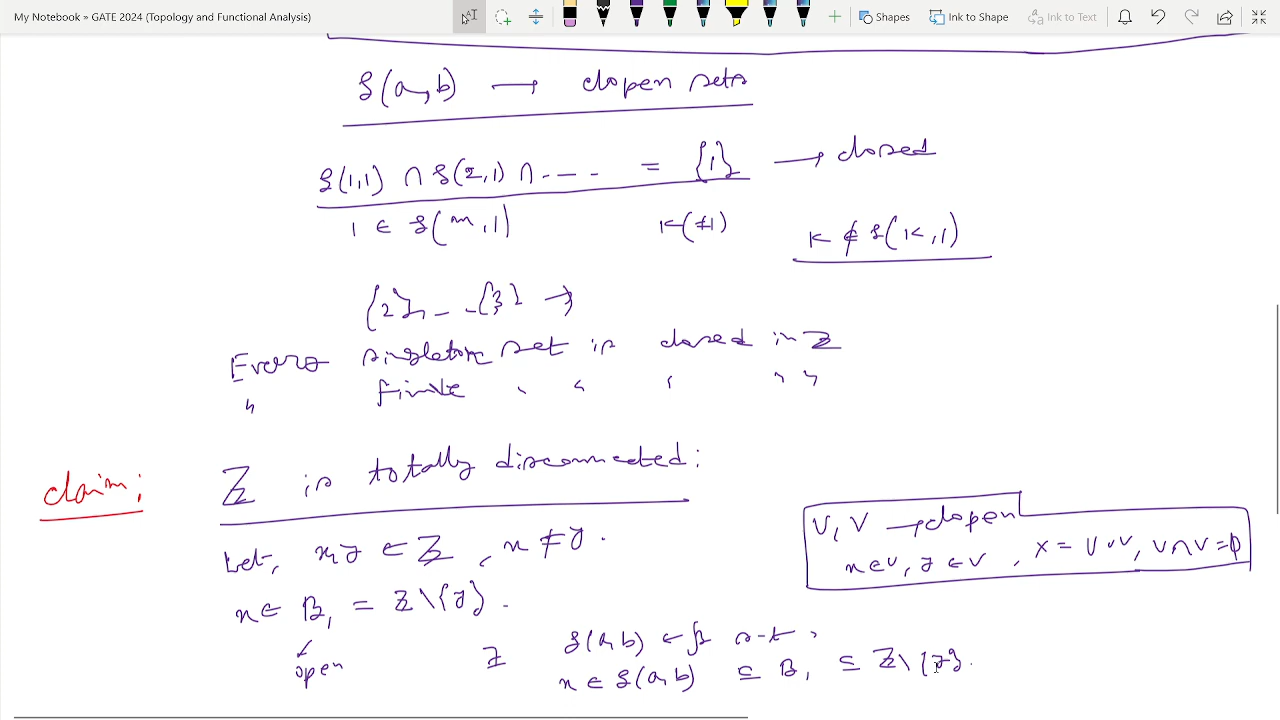 My Notebook » GATE 2024 (Topology and Functional Analysis)
Shapes
Ink to Shape
Ink to Text
S(a,b) → clopen sets
S(1,1) ∩ S(2,1) ∩ ---- = {1} → closed
1 ∈ S(m,1) K(≠1) K ∉ S(K,1)
{2}, _ _ {3} →
Every singleton set is closed in ℤ
" finite " " " " "
claim: ℤ is totally disconnected:
Let, x,y ∈ ℤ, x ≠ y.
U, V → clopen
x ∈ U, y ∈ V, X = U ∪ V, U ∩ V = ϕ
x ∈ B₁ = ℤ\{y}.
open
∃ S(a,b) ∈ β s.t,
x ∈ S(a,b) ⊆ B₁ ⊆ ℤ\{y}.